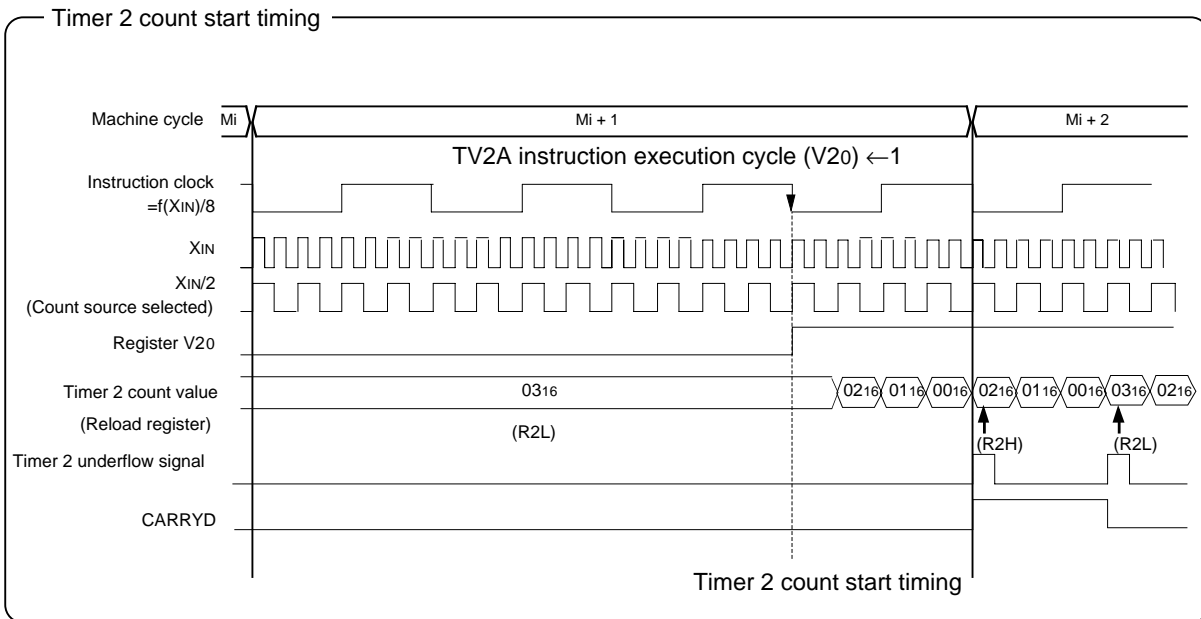 Timer 2 count start timing
Machine cycle Mi Mi + 1 Mi + 2
TV2A instruction execution cycle (V20) ←1
Instruction clock
=f(XIN)/8
XIN
XIN/2
(Count source selected)
Register V20
Timer 2 count value 0316 0216 0116 0016 0216 0116 0016 0316 0216
(Reload register) (R2L) (R2H) (R2L)
Timer 2 underflow signal
CARRYD
Timer 2 count start timing